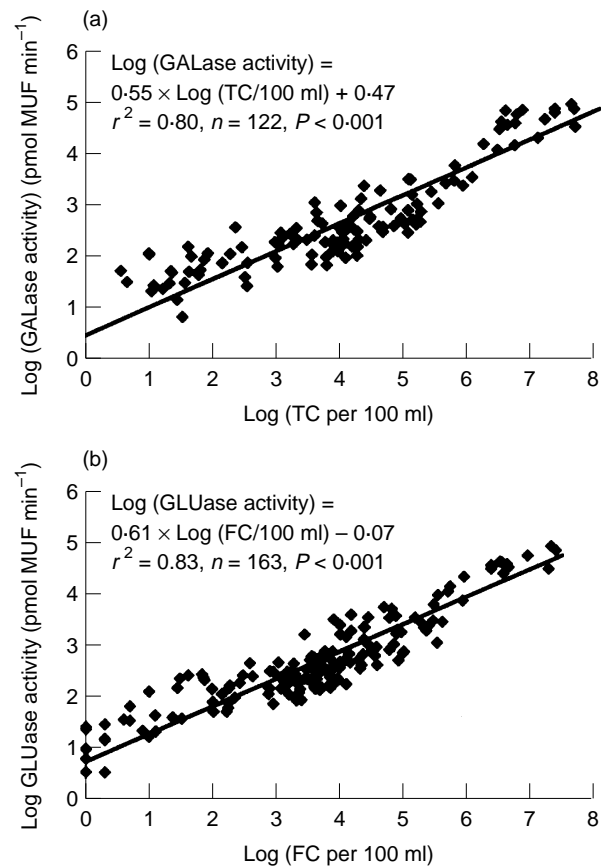 (a)
Log (GALase activity) (pmol MUF min−1)
6
5
4
3
2
1
0
Log (GALase activity) =
0·55 × Log (TC/100 ml) + 0·47
r 2 = 0·80, n = 122, P < 0·001
0 1 2 3 4 5 6 7 8
Log (TC per 100 ml)
(b)
Log GLUase activity (pmol MUF min−1)
6
5
4
3
2
1
0
Log (GLUase activity) =
0·61 × Log (FC/100 ml) − 0·07
r 2 = 0.83, n = 163, P < 0·001
0 1 2 3 4 5 6 7 8
Log (FC per 100 ml)